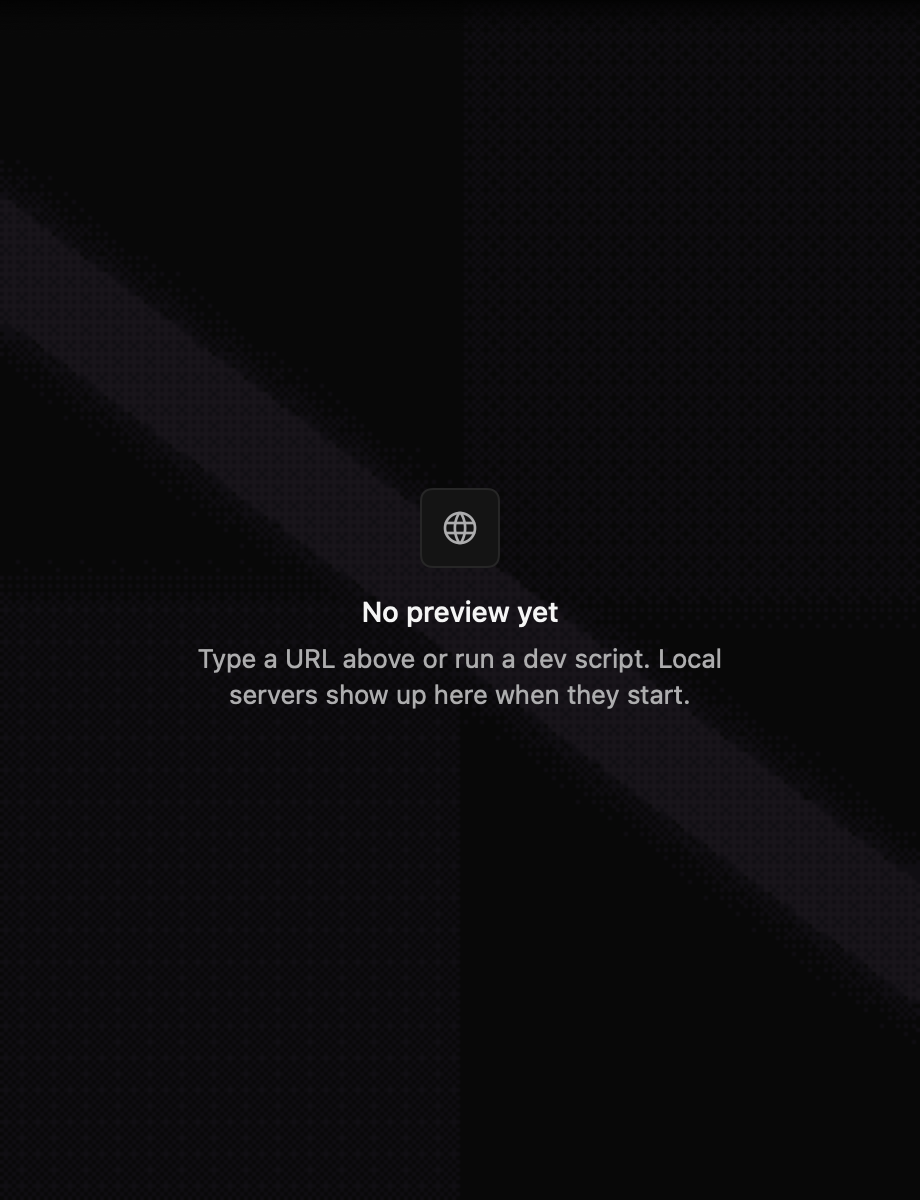 No preview yet
Type a URL above or run a dev script. Local
servers show up here when they start.